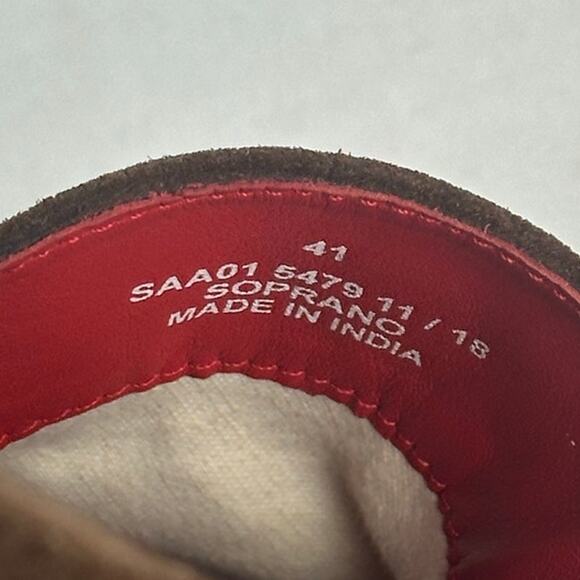 41
SAA01 5479 11 / 18
SOPRANO
MADE IN INDIA